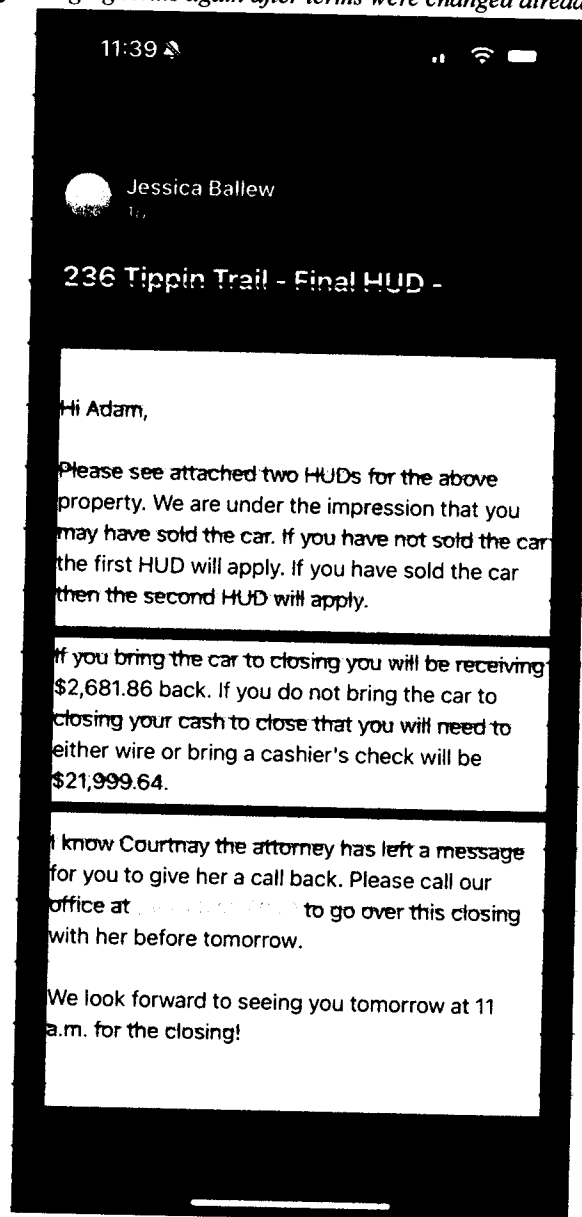 again after terms were changed
11:39
Jessica Ballew
236 Tippin Trail - Final HUD -
Hi Adam,
Please see attached two HUDs for the above
property. We are under the impression that you
may have sold the car. If you have not sold the car
the first HUD will apply. If you have sold the car
then the second HUD will apply.
If you bring the car to closing you will be receiving
$2,681.86 back. If you do not bring the car to
closing your cash to close that you will need to
either wire or bring a cashier's check will be
$21,999.64.
I know Courtnay the attorney has left a message
for you to give her a call back. Please call our
office at to go over this closing
with her before tomorrow.
We look forward to seeing you tomorrow at 11
a.m. for the closing!